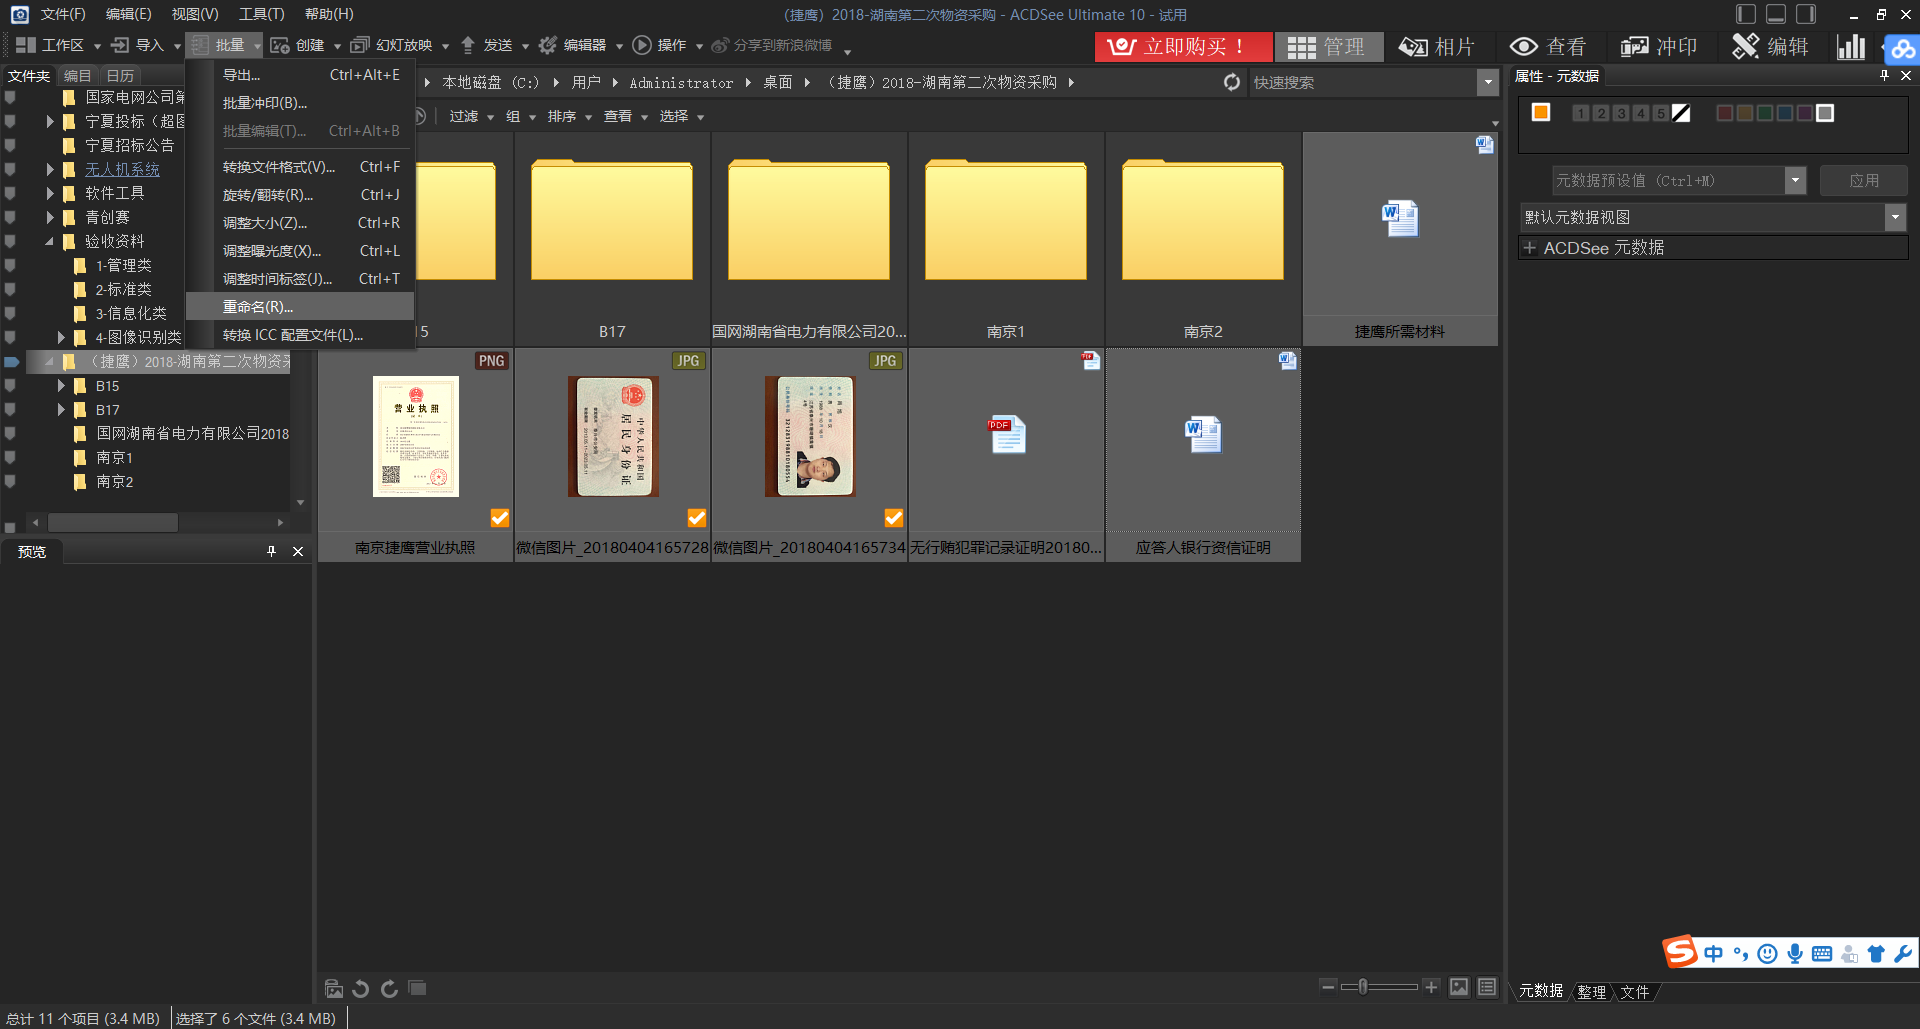 文件(F) 编辑(E) 视图(V) 工具(T) 帮助(H)
（捷鹰）2018-湖南第二次物资采购 - ACDSee Ultimate 10 - 试用
工作区 导入 批量 创建 幻灯放映 发送 编辑器 操作 分享到新浪微博
立即购买！ 管理 相片 查看 冲印 编辑
文件夹 编目 日历
国家电网公司第
宁夏投标（超图
宁夏招标公告
无人机系统
软件工具
青创赛
验收资料
1-管理类
2-标准类
3-信息化类
4-图像识别类
（捷鹰）2018-湖南第二次物资采
B15
B17
国网湖南省电力有限公司2018
南京1
南京2
导出... Ctrl+Alt+E
批量冲印(B)...
批量编辑(T)... Ctrl+Alt+B
转换文件格式(V)... Ctrl+F
旋转/翻转(R)... Ctrl+J
调整大小(Z)... Ctrl+R
调整曝光度(X)... Ctrl+L
调整时间标签(J)... Ctrl+T
重命名(R)...
转换 ICC 配置文件(L)...
本地磁盘 (C:) 用户 Administrator 桌面 （捷鹰）2018-湖南第二次物资采购
快速搜索
过滤 组 排序 查看 选择
15
B17
国网湖南省电力有限公司20...
南京1
南京2
捷鹰所需材料
PNG
JPG
JPG
PDF
营业执照
中华人民共和国
居民身份证
南京捷鹰营业执照
微信图片_20180404165728
微信图片_20180404165734
无行贿犯罪记录证明20180...
应答人银行资信证明
属性 - 元数据
1 2 3 4 5
元数据预设值 (Ctrl+M)
应用
默认元数据视图
ACDSee 元数据
预览
中
元数据 整理 文件
总计 11 个项目 (3.4 MB) 选择了 6 个文件 (3.4 MB)